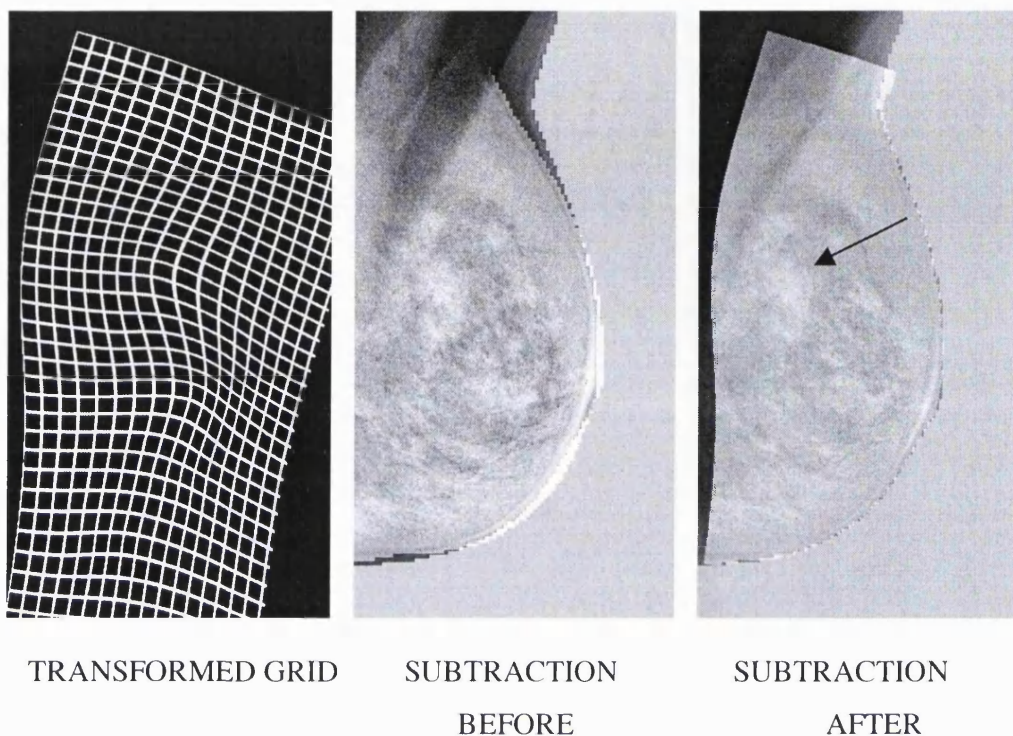 TRANSFORMED GRID
SUBTRACTION
BEFORE
SUBTRACTION
AFTER